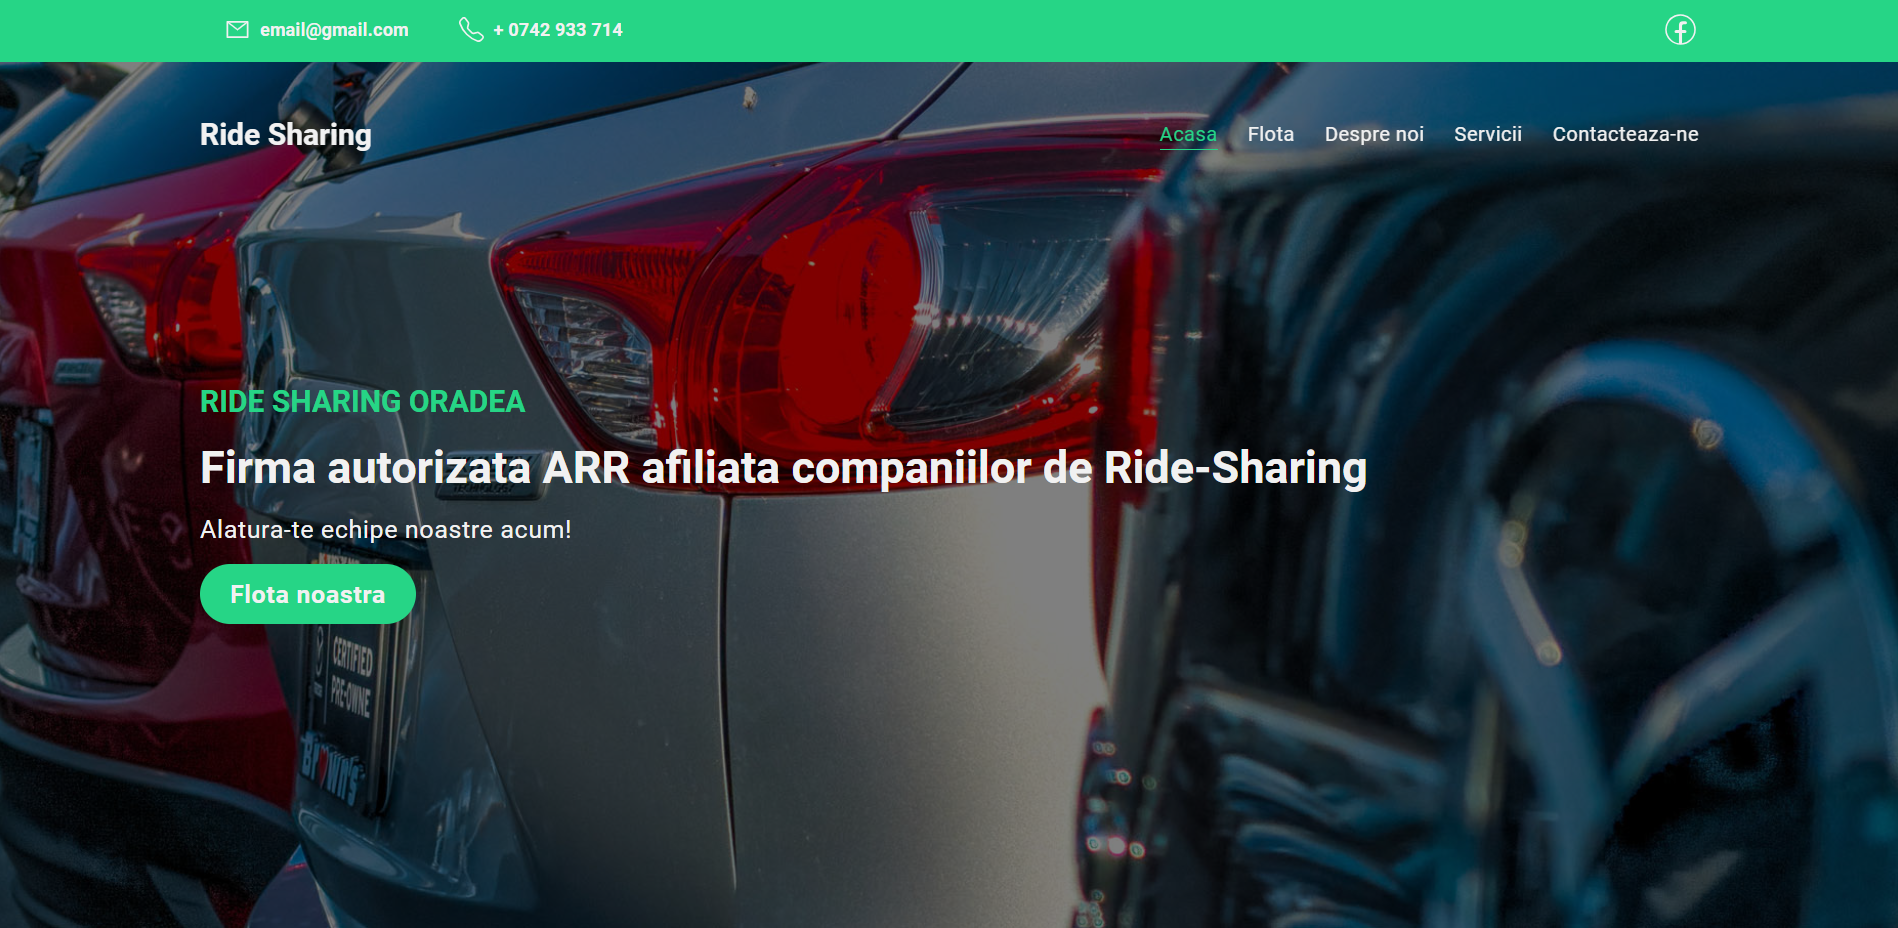 email@gmail.com
+ 0742 933 714
Ride Sharing
Acasa Flota Despre noi Servicii Contacteaza-ne
RIDE SHARING ORADEA
Firma autorizata ARR afiliata companiilor de Ride-Sharing
Alatura-te echipe noastre acum!
Flota noastra
CERTIFIED
PRE-OWNE